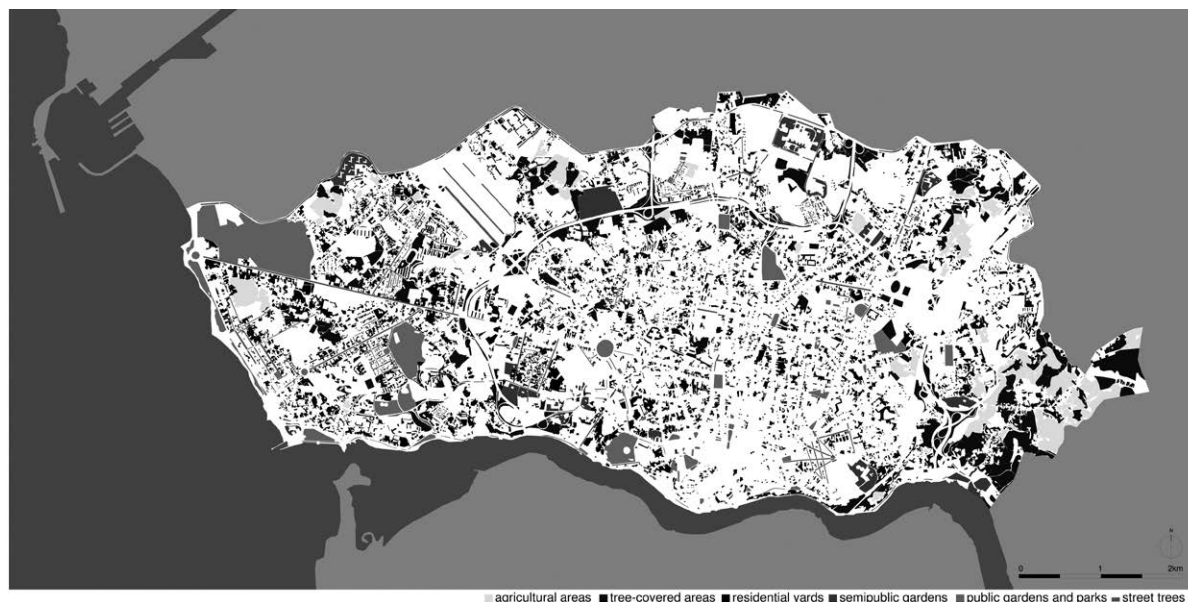 N
0 1 2km
agricultural areas tree-covered areas residential yards semipublic gardens public gardens and parks street trees